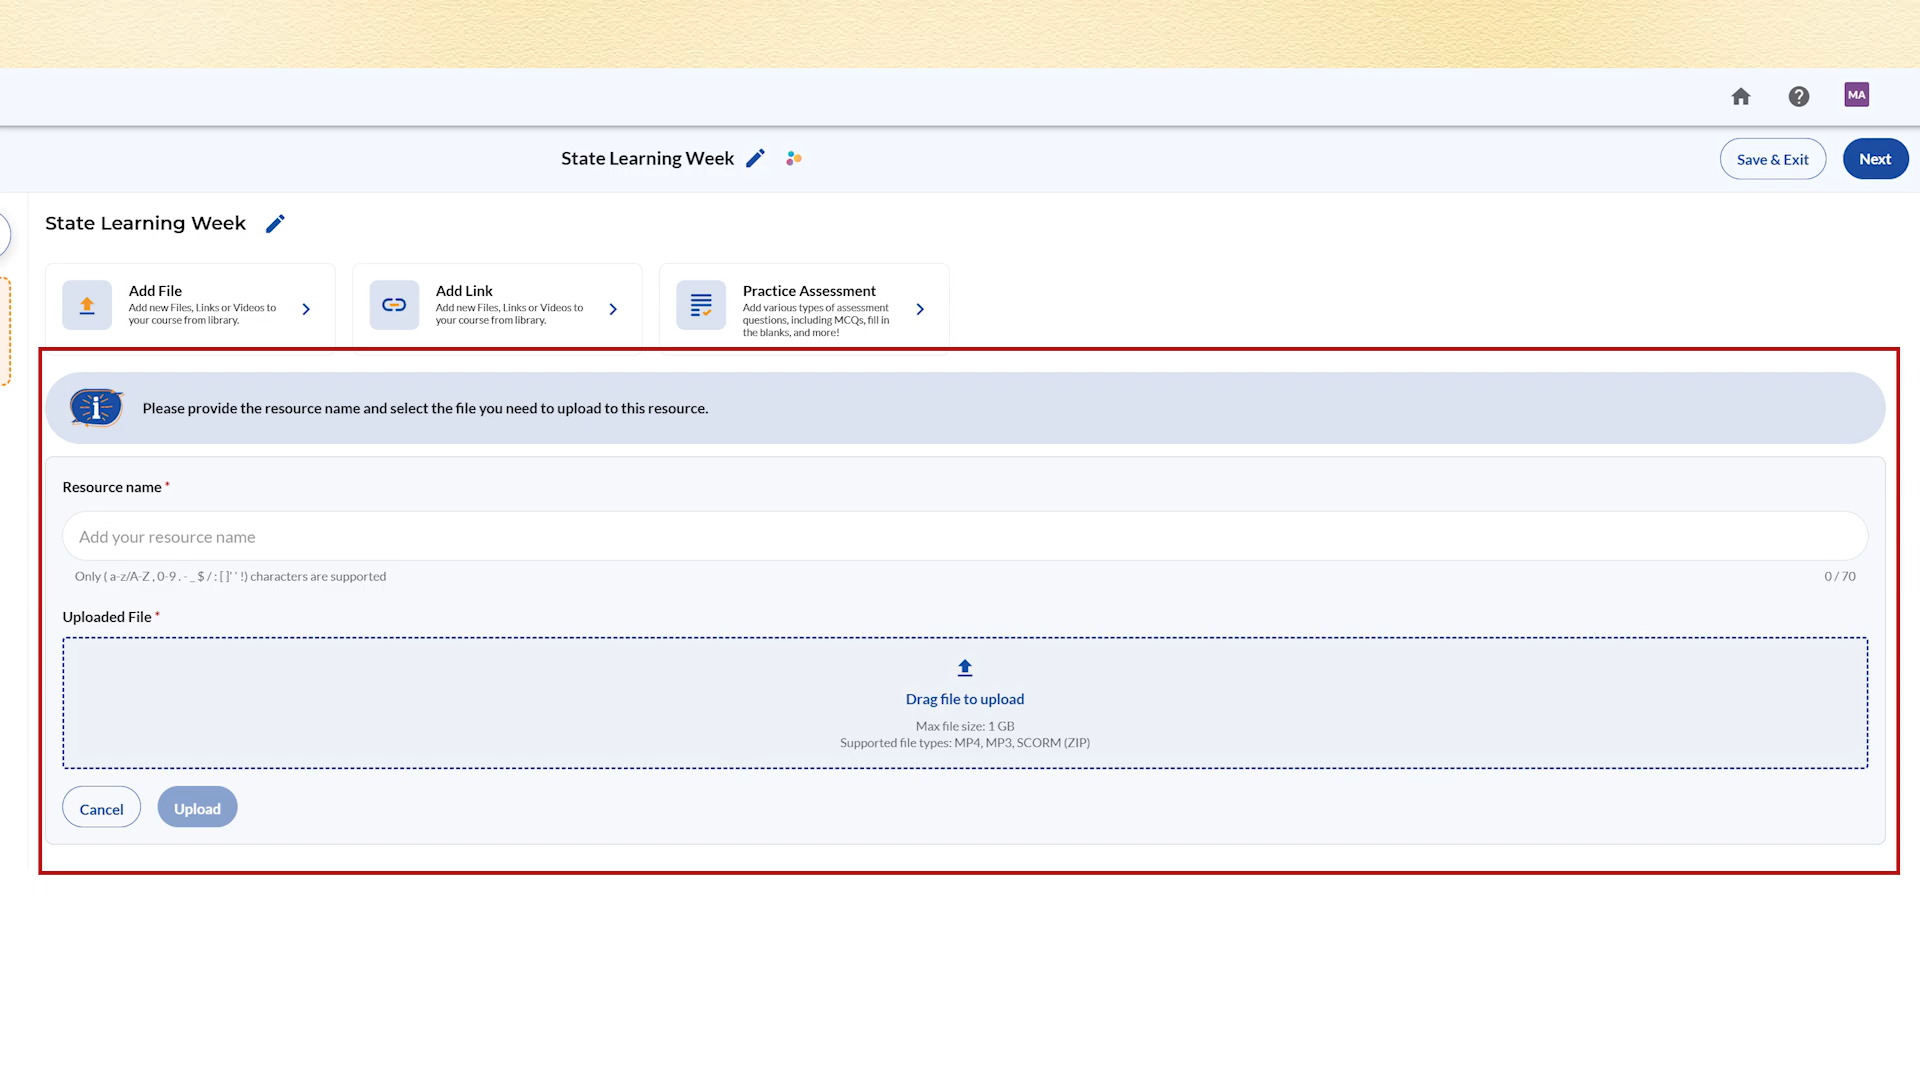 MA
State Learning Week
Save & Exit
Next
State Learning Week
Add File
Add new Files, Links or Videos to
your course from library.
Add Link
Add new Files, Links or Videos to
your course from library.
Practice Assessment
Add various types of assessment
questions, including MCQs, fill in
the blanks, and more!
Please provide the resource name and select the file you need to upload to this resource.
Resource name *
Add your resource name
Only ( a-z/A-Z , 0-9 . - _ $ / : [ ]' ' !) characters are supported
0 / 70
Uploaded File *
Drag file to upload
Max file size: 1 GB
Supported file types: MP4, MP3, SCORM (ZIP)
Cancel
Upload